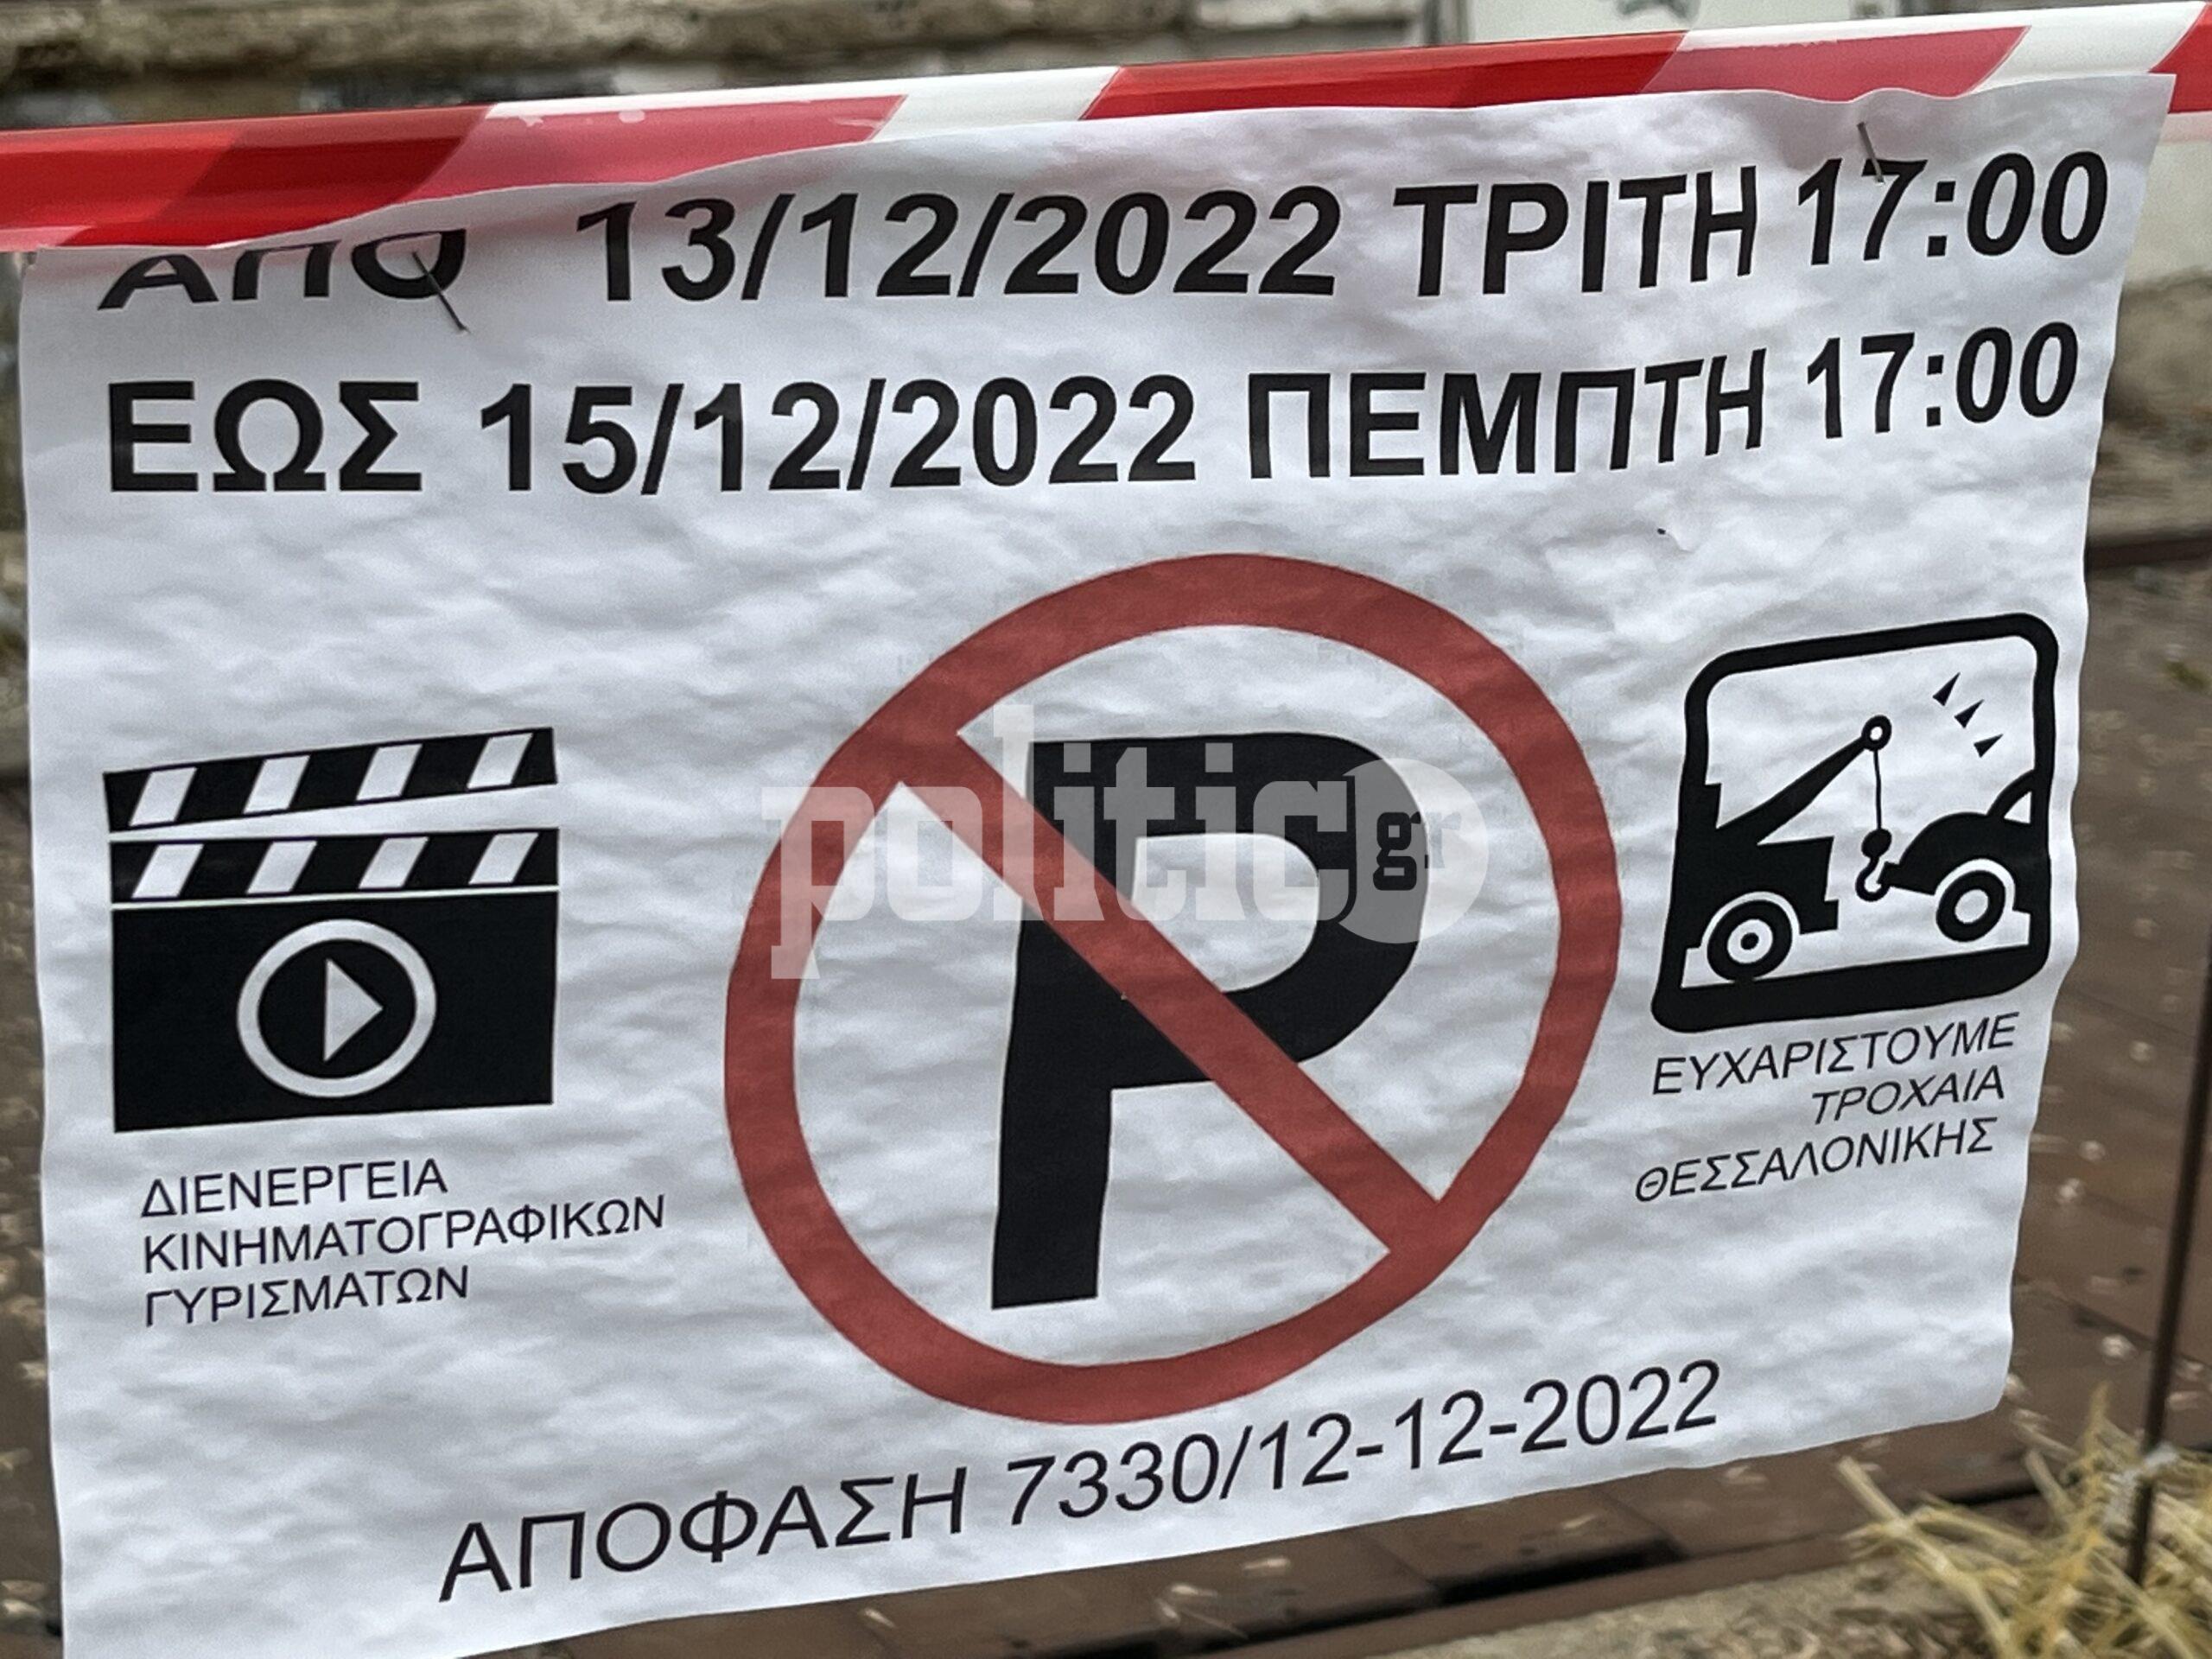 ΑΠΟ 13/12/2022 ΤΡΙΤΗ 17:00
ΕΩΣ 15/12/2022 ΠΕΜΠΤΗ 17:00
politic gr
ΔΙΕΝΕΡΓΕΙΑ
ΚΙΝΗΜΑΤΟΓΡΑΦΙΚΩΝ
ΓΥΡΙΣΜΑΤΩΝ
P
ΕΥΧΑΡΙΣΤΟΥΜΕ
ΤΡΟΧΑΙΑ
ΘΕΣΣΑΛΟΝΙΚΗΣ
ΑΠΟΦΑΣΗ 7330/12-12-2022